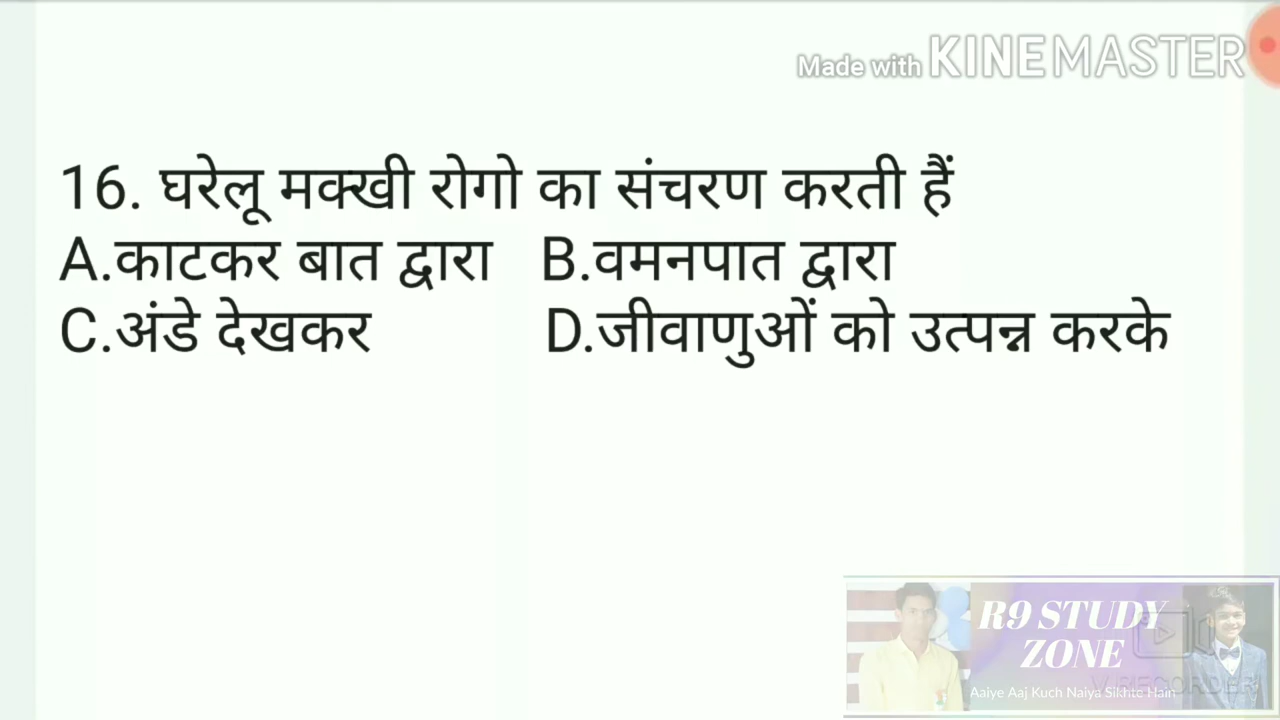 Made with KINEMASTER
16. घरेलू मक्खी रोगो का संचरण करती हैं
A.काटकर बात द्वारा B.वमनपात द्वारा
C.अंडे देखकर D.जीवाणुओं को उत्पन्न करके
R9 STUDY
ZONE
Aaiye Aaj Kuch Naiya Sikhte Hain